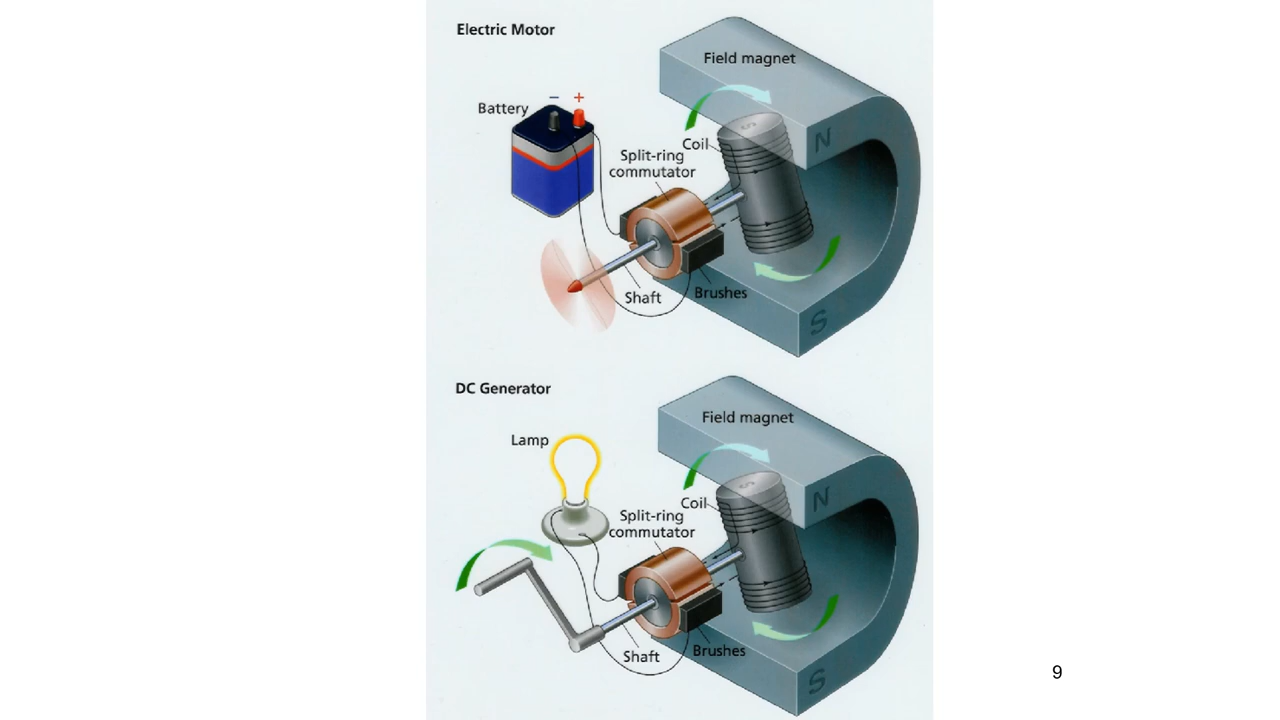 Electric Motor
Field magnet
− +
Battery
S
Coil
N
Split-ring
commutator
Shaft
Brushes
S
DC Generator
Field magnet
Lamp
S
Coil
N
Split-ring
commutator
Shaft
Brushes
S
9